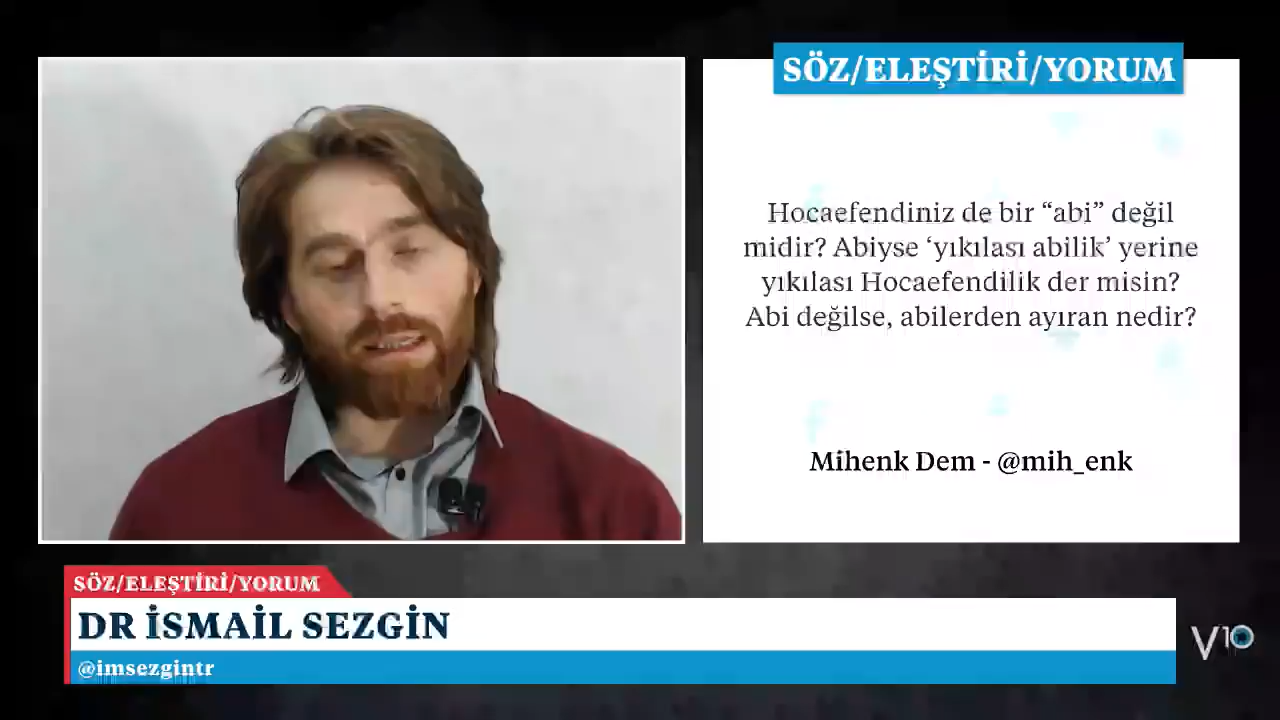 SÖZ/ELEŞTİRİ/YORUM
Hocaefendiniz de bir “abi” değil
midir? Abiyse ‘yıkılası abilik’ yerine
yıkılası Hocaefendilik der misin?
Abi değilse, abilerden ayıran nedir?
Mihenk Dem - @mih_enk
SÖZ/ELEŞTİRİ/YORUM
DR İSMAİL SEZGİN
@imsezgintr
V10